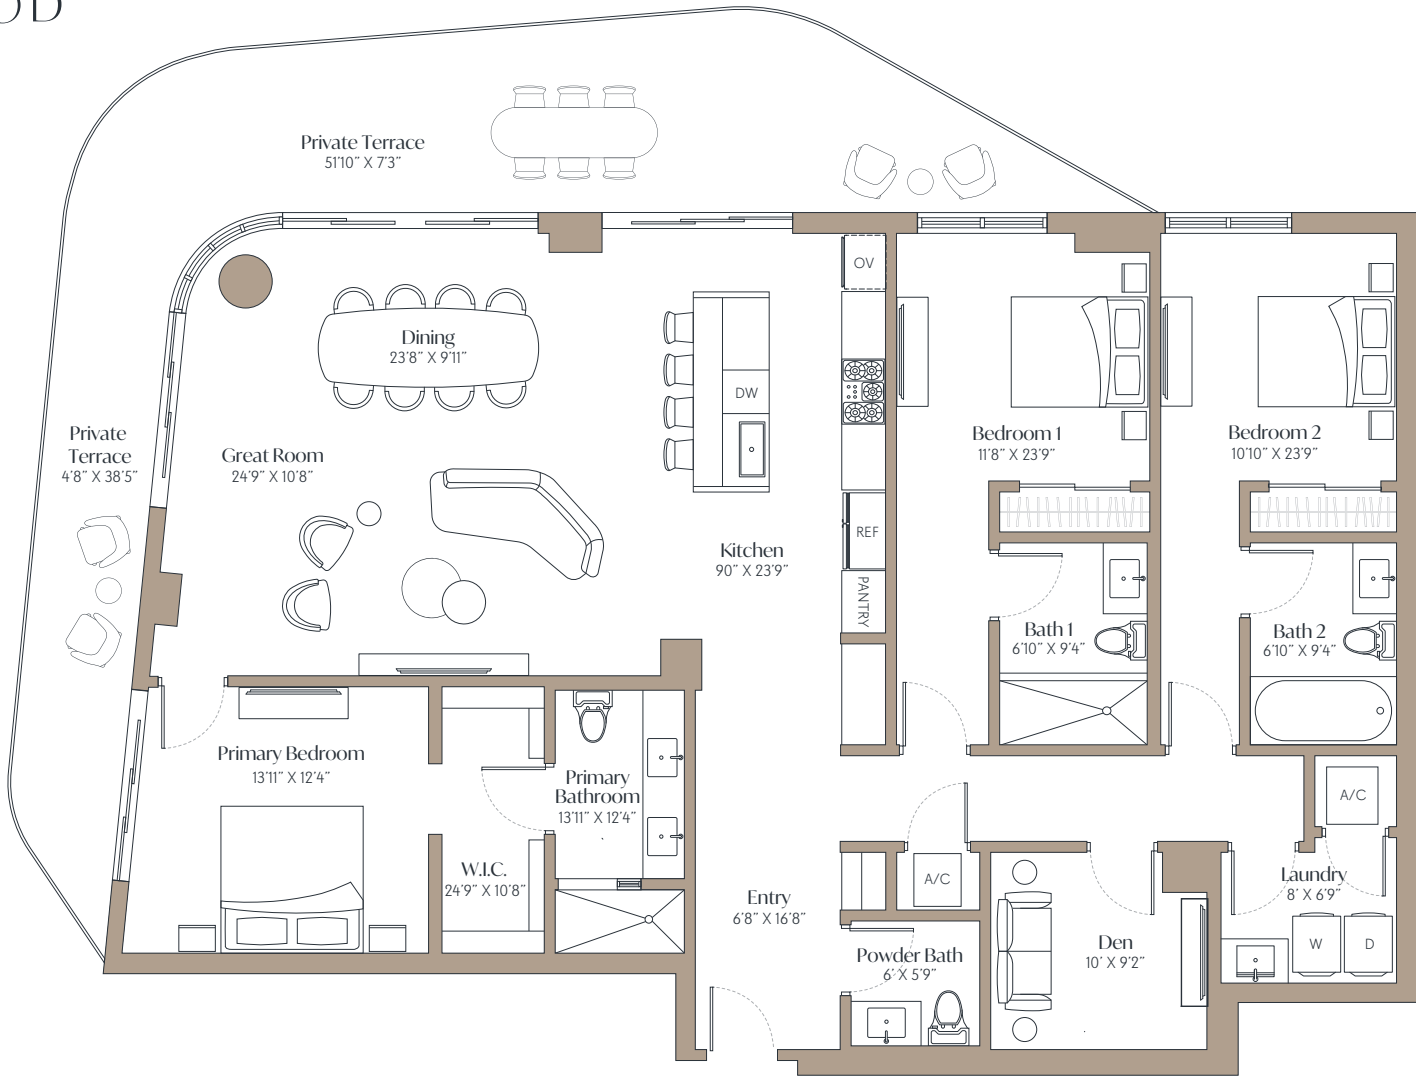 Private Terrace
51'10" X 7'3"
OV
Dining
23'8" X 9'11"
DW
Private
Terrace
4'8" X 38'5"
Great Room
24'9" X 10'8"
Bedroom 1
11'8" X 23'9"
Bedroom 2
10'10" X 23'9"
REF
Kitchen
90" X 23'9"
PANTRY
Bath 1
6'10" X 9'4"
Bath 2
6'10" X 9'4"
Primary Bedroom
13'11" X 12'4"
Primary
Bathroom
13'11" X 12'4"
A/C
W.I.C.
24'9" X 10'8"
A/C
Laundry
8' X 6'9"
Entry
6'8" X 16'8"
Powder Bath
6' X 5'9"
Den
10' X 9'2"
W
D